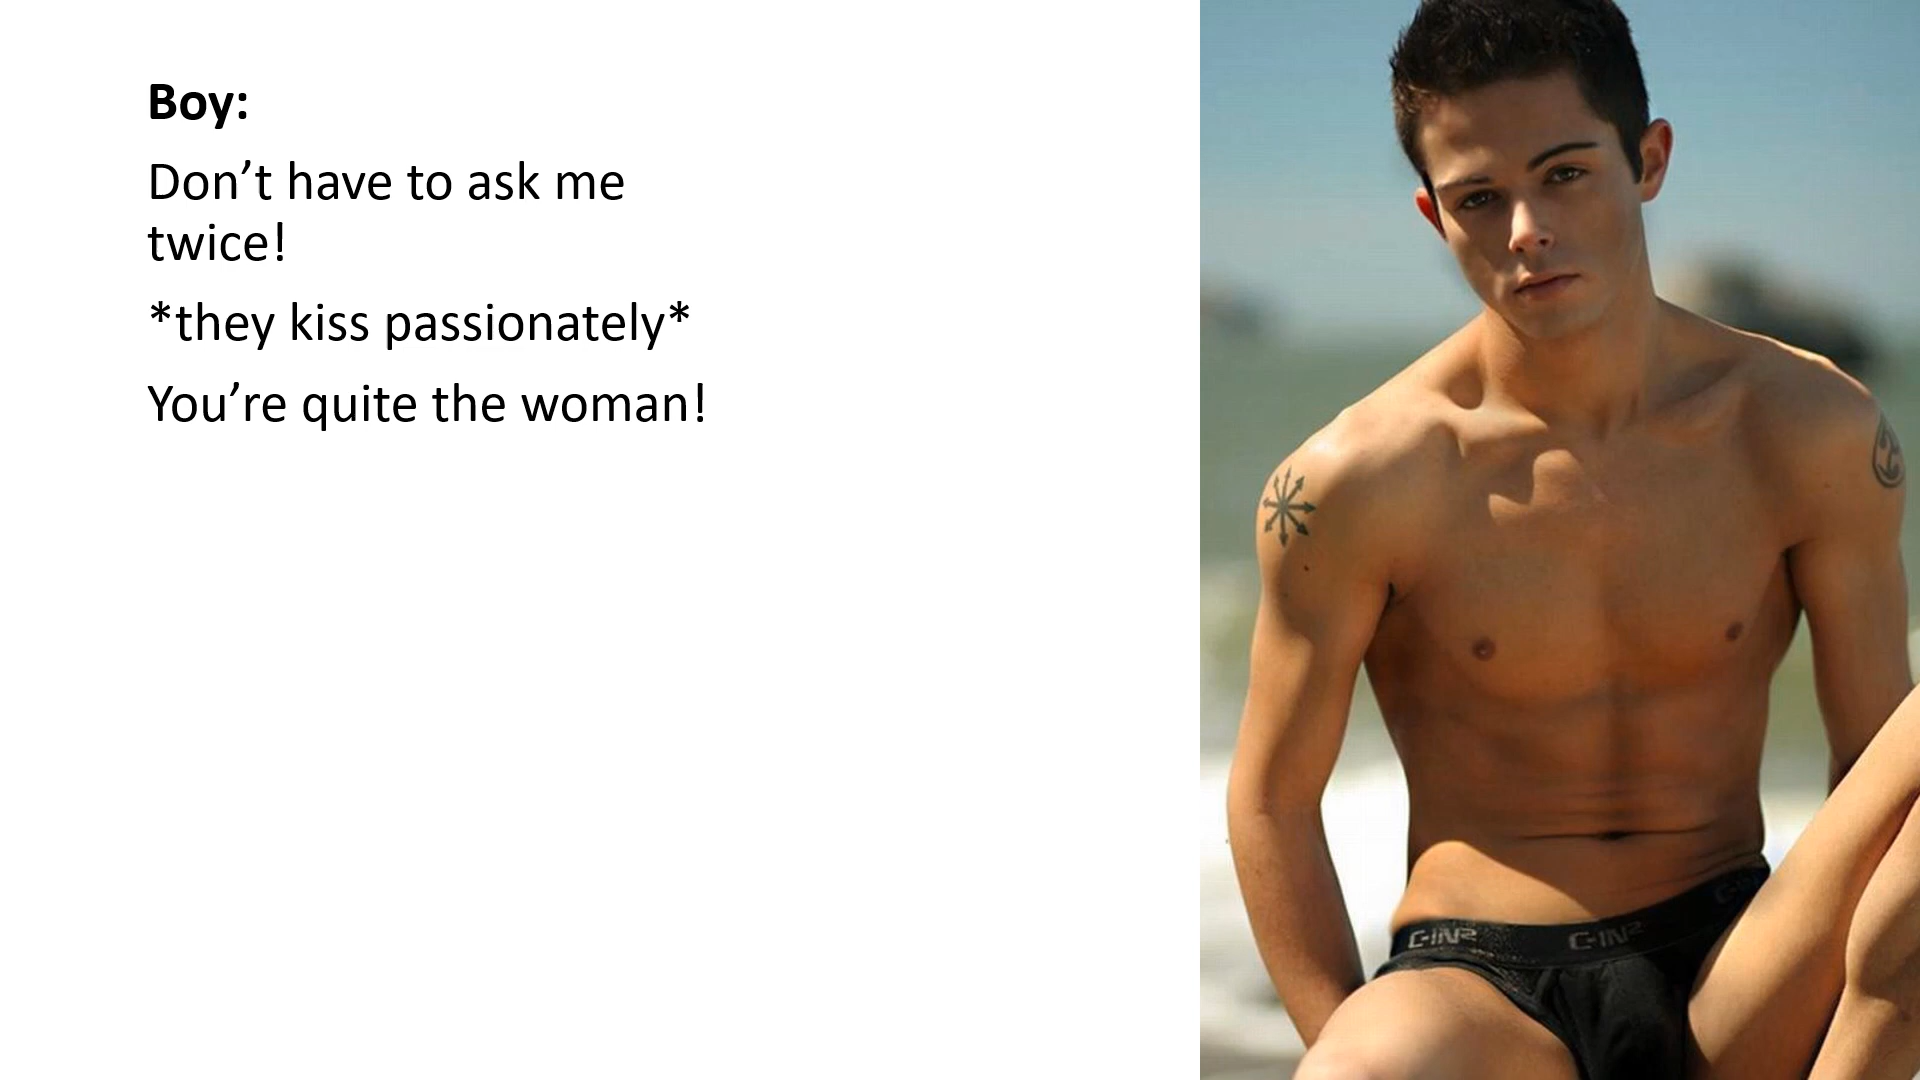 Boy:
Don’t have to ask me
twice!
*they kiss passionately*
You’re quite the woman!
C-IN2 C-IN2